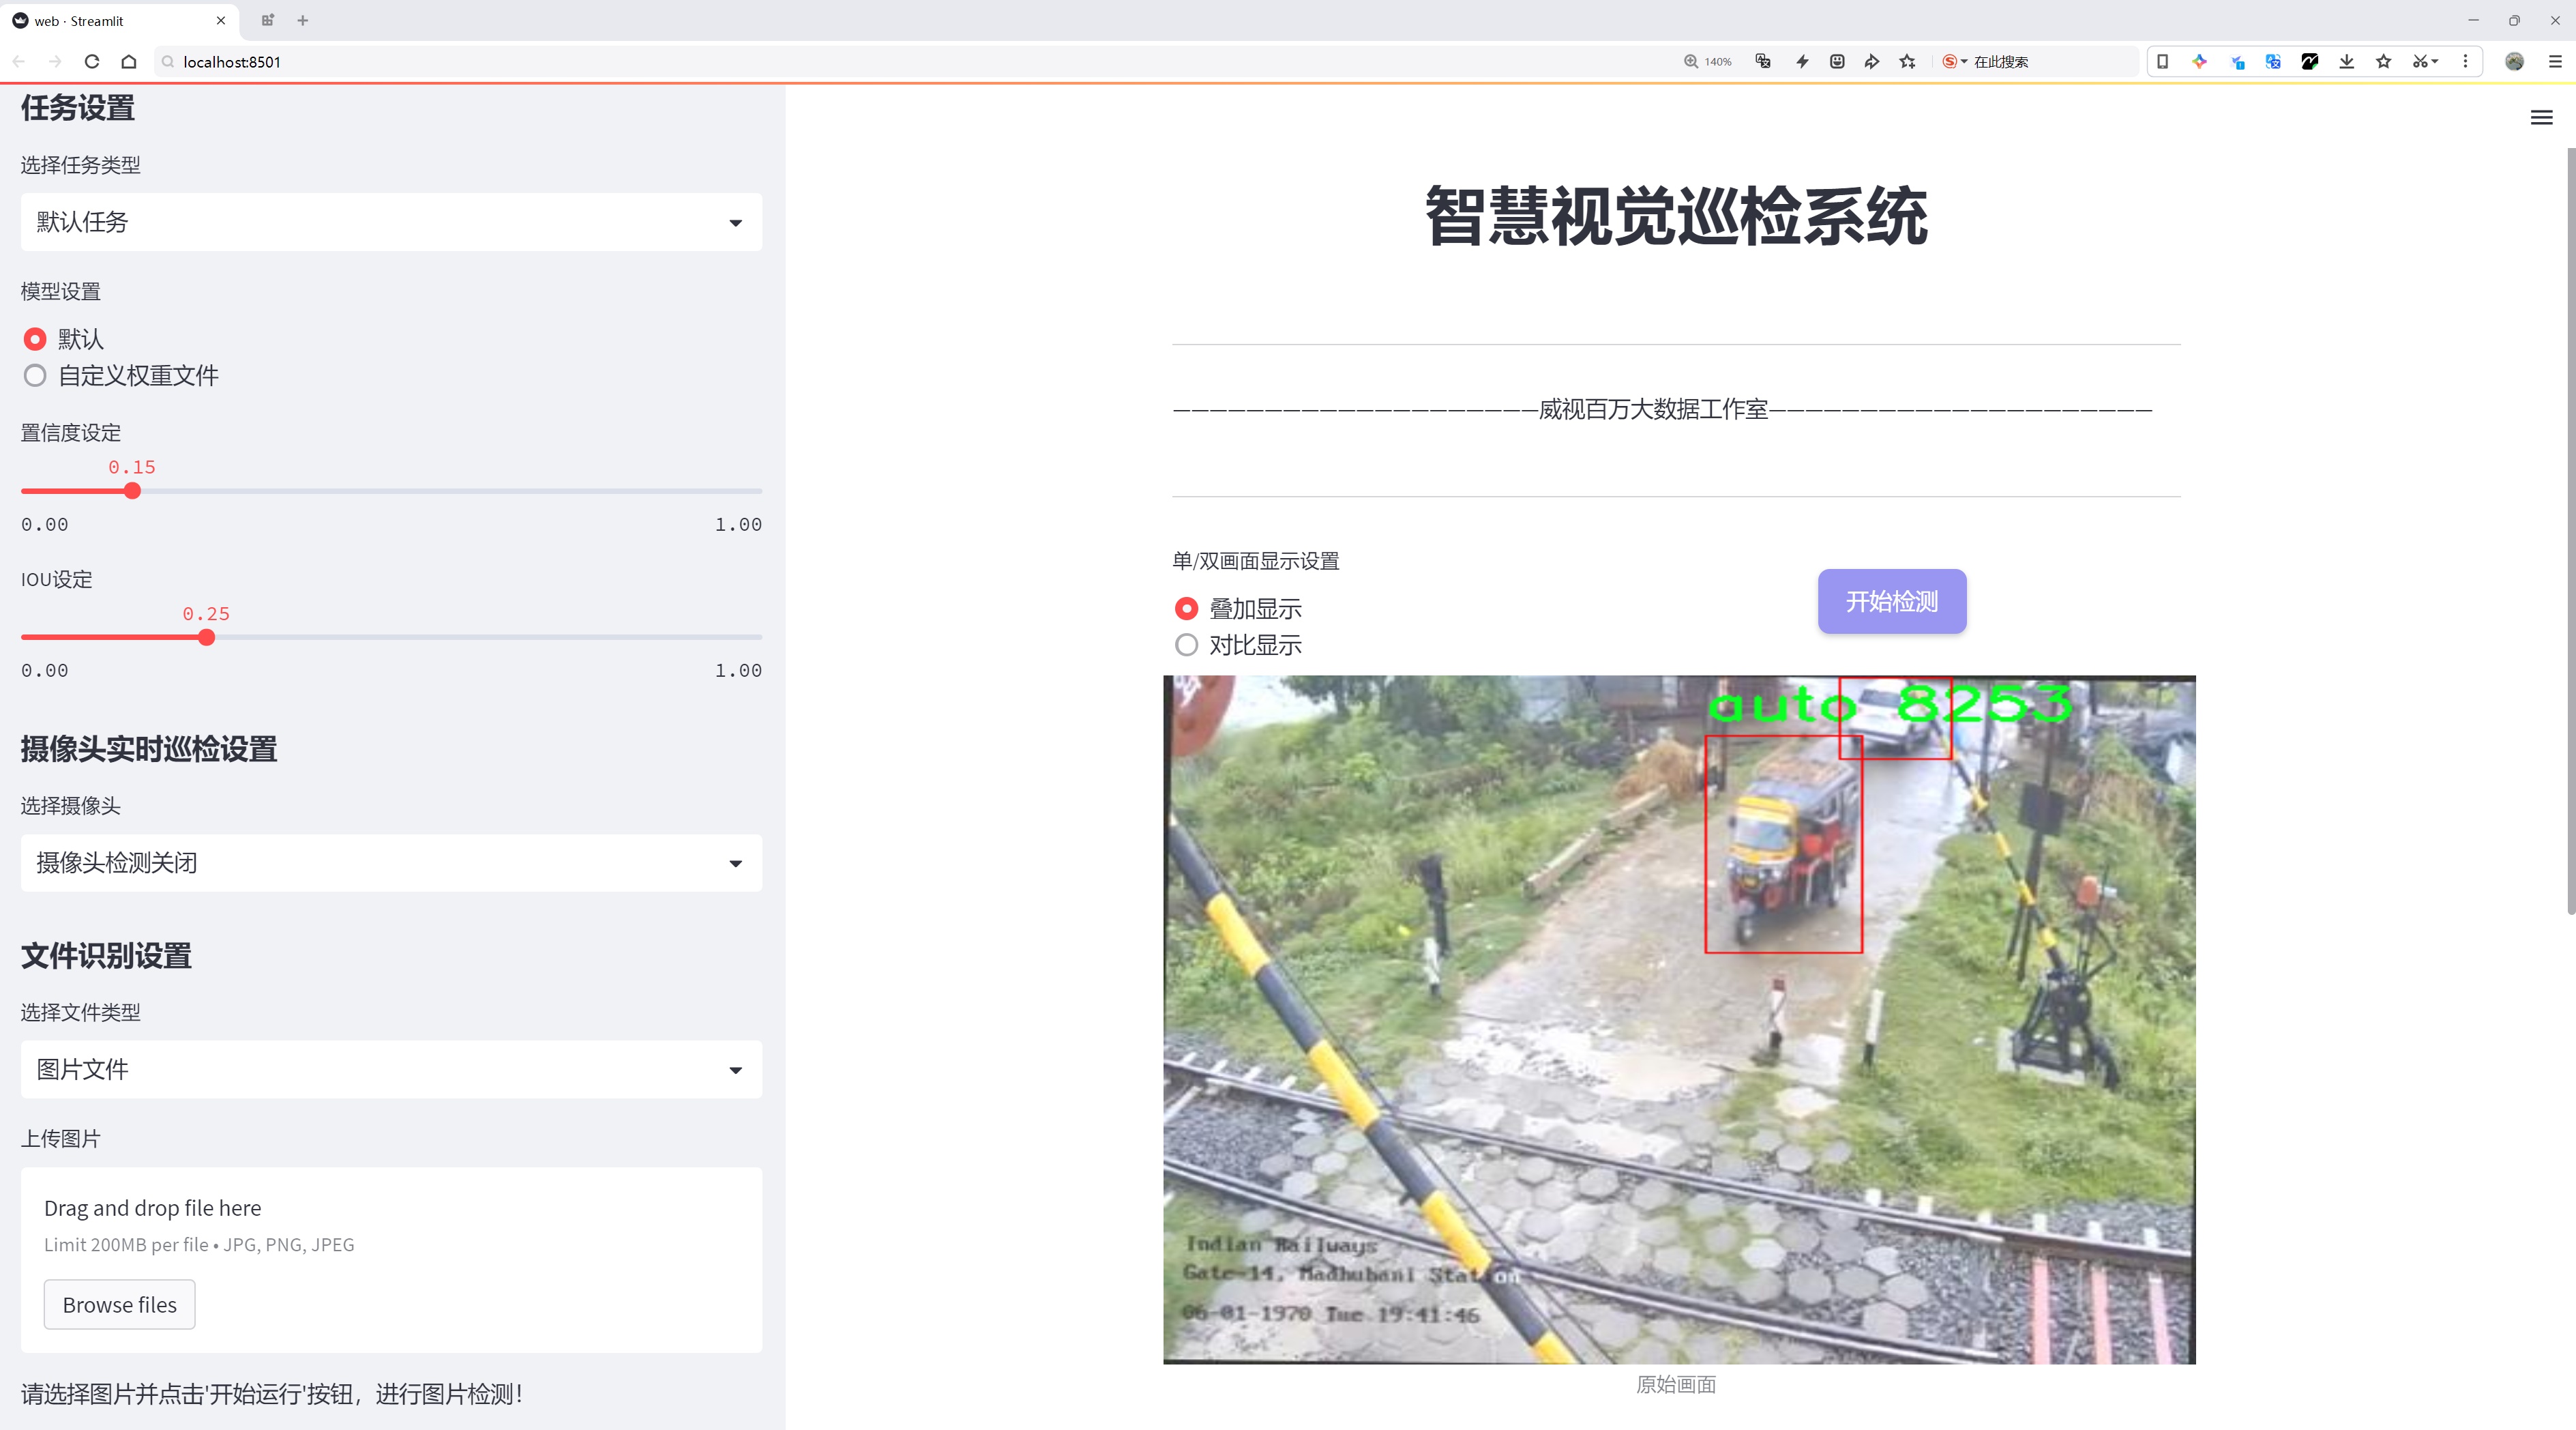 web · Streamlit
localhost:8501
140%
在此搜索
任务设置
选择任务类型
默认任务
模型设置
默认
自定义权重文件
置信度设定
0.15
0.00
1.00
IOU设定
0.25
0.00
1.00
摄像头实时巡检设置
选择摄像头
摄像头检测关闭
文件识别设置
选择文件类型
图片文件
上传图片
Drag and drop file here
Limit 200MB per file • JPG, PNG, JPEG
Browse files
请选择图片并点击'开始运行'按钮，进行图片检测！
智慧视觉巡检系统
————————————————————威视百万大数据工作室—————————————————————
单/双画面显示设置
叠加显示
对比显示
开始检测
auto 8253
Indian Railways
Gate-14, Madhubani Station
06-01-1970 Tue 19:41:46
原始画面